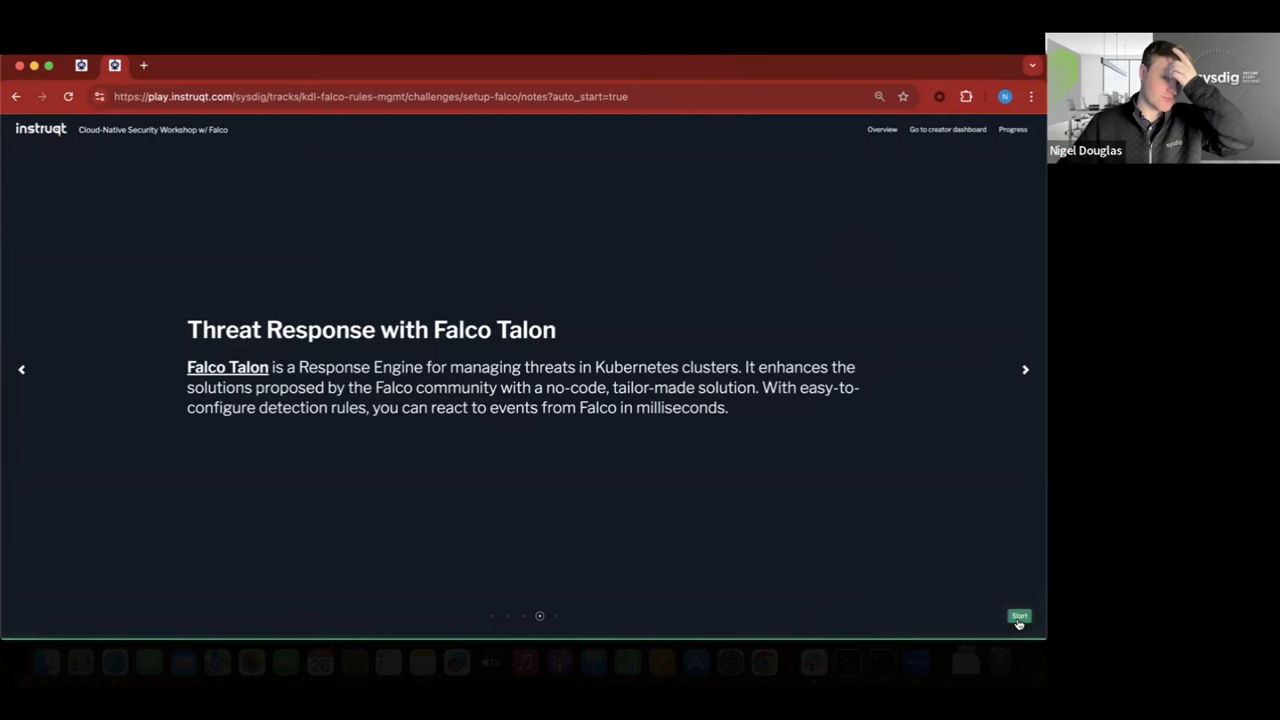 https://play.instruqt.com/sysdig/tracks/kdl-falco-rules-mgmt/challenges/setup-falco/notes?auto_start=true
N
instruqt
Cloud-Native Security Workshop w/ Falco
Overview
Go to creator dashboard
Progress
sysdig
sysdig
Nigel Douglas
Threat Response with Falco Talon
Falco Talon is a Response Engine for managing threats in Kubernetes clusters. It enhances the
solutions proposed by the Falco community with a no-code, tailor-made solution. With easy-to-
configure detection rules, you can react to events from Falco in milliseconds.
Start
26
tv